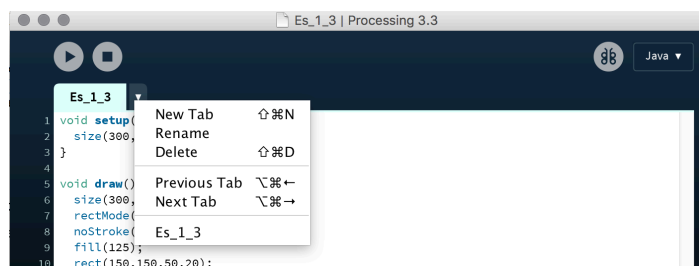 Es_1_3 | Processing 3.3
Java ▼
Es_1_3 ▼
New Tab ⇧⌘N
Rename
Delete ⇧⌘D
Previous Tab ⌥⌘←
Next Tab ⌥⌘→
Es_1_3
1 void setup(
2 size(300,
3 }
4
5 void draw()
6 size(300,
7 rectMode(
8 noStroke(
9 fill(125);
10 rect(150,150,50,20);